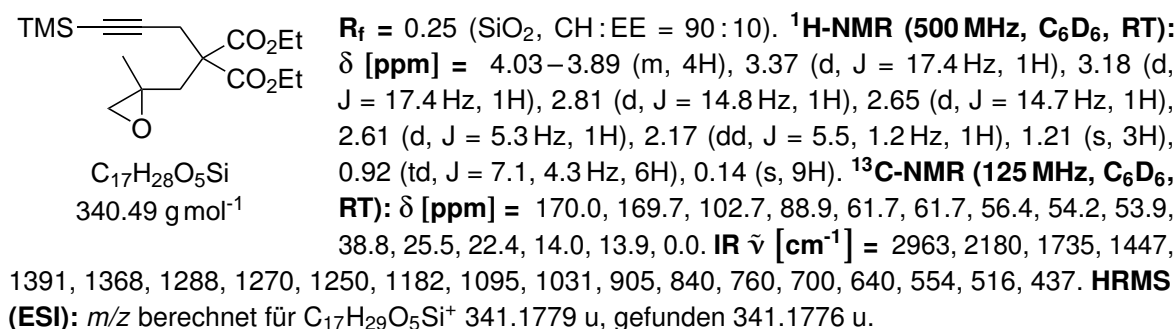 TMS
CO₂Et
CO₂Et
O
C₁₇H₂₈O₅Si
340.49 g mol⁻¹
R_f = 0.25 (SiO₂, CH : EE = 90 : 10). ¹H-NMR (500 MHz, C₆D₆, RT):
δ [ppm] = 4.03 – 3.89 (m, 4H), 3.37 (d, J = 17.4 Hz, 1H), 3.18 (d,
J = 17.4 Hz, 1H), 2.81 (d, J = 14.8 Hz, 1H), 2.65 (d, J = 14.7 Hz, 1H),
2.61 (d, J = 5.3 Hz, 1H), 2.17 (dd, J = 5.5, 1.2 Hz, 1H), 1.21 (s, 3H),
0.92 (td, J = 7.1, 4.3 Hz, 6H), 0.14 (s, 9H). ¹³C-NMR (125 MHz, C₆D₆,
RT): δ [ppm] = 170.0, 169.7, 102.7, 88.9, 61.7, 61.7, 56.4, 54.2, 53.9,
38.8, 25.5, 22.4, 14.0, 13.9, 0.0. IR ν̃ [cm⁻¹] = 2963, 2180, 1735, 1447,
1391, 1368, 1288, 1270, 1250, 1182, 1095, 1031, 905, 840, 760, 700, 640, 554, 516, 437. HRMS
(ESI): m/z berechnet für C₁₇H₂₉O₅Si⁺ 341.1779 u, gefunden 341.1776 u.